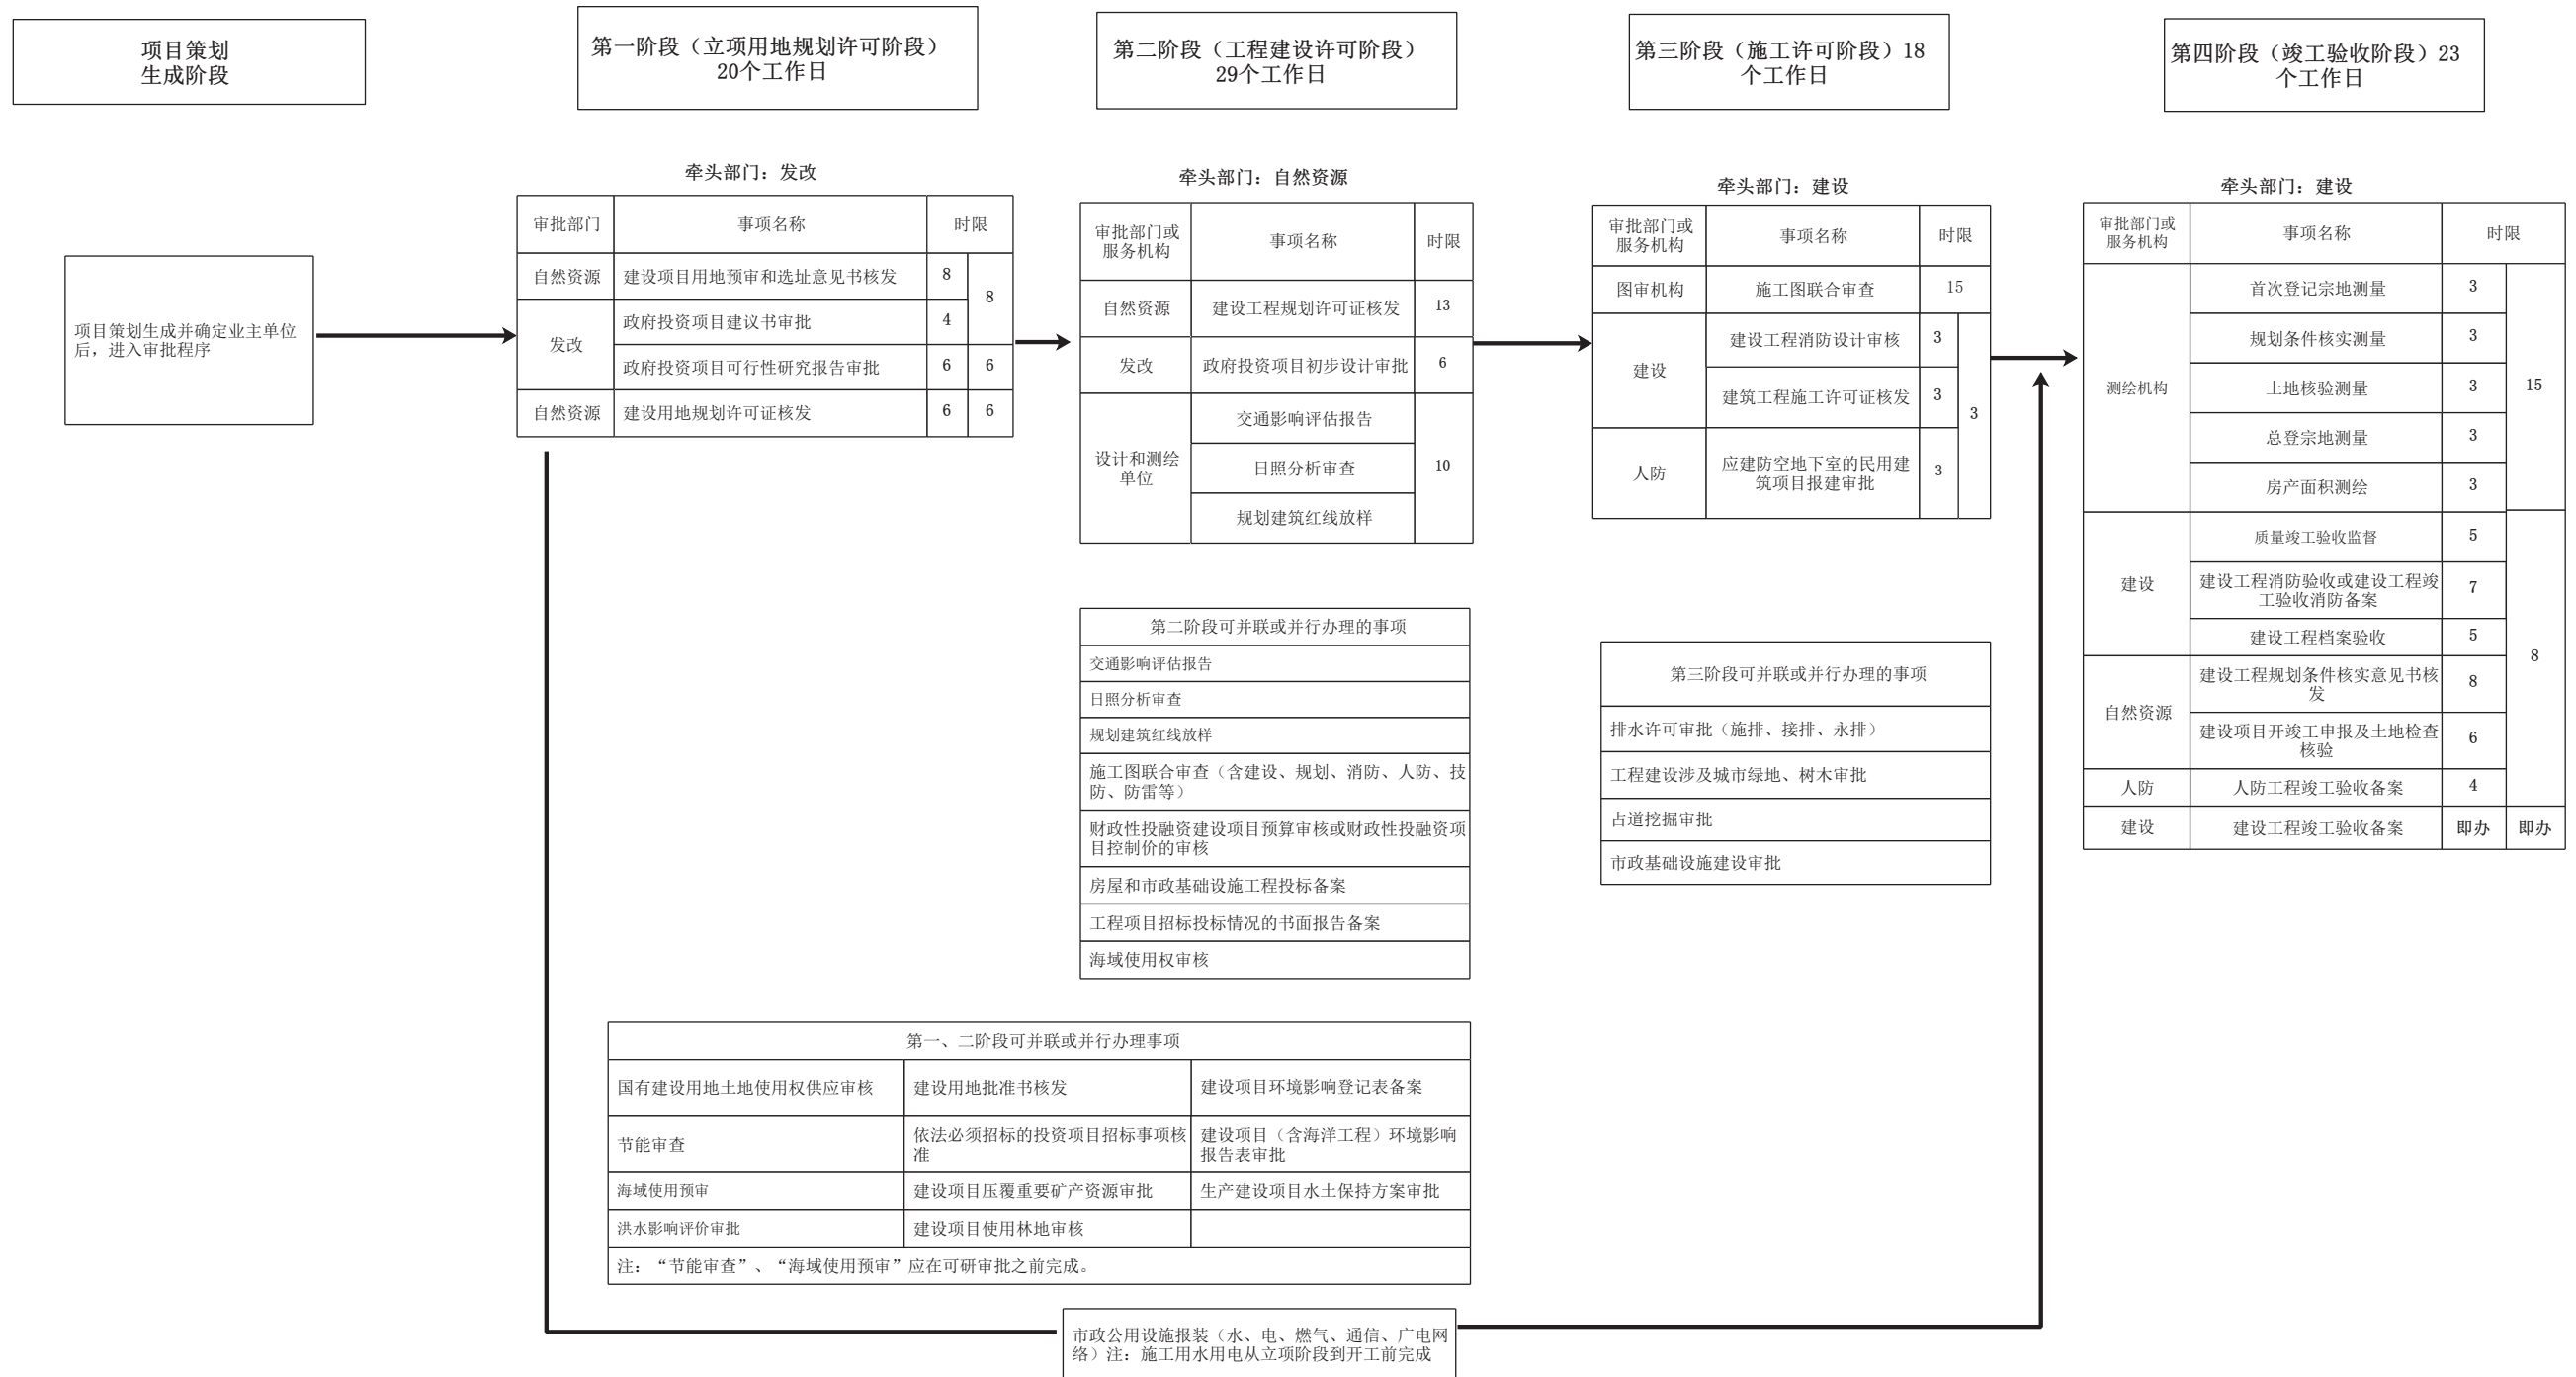 项目策划
生成阶段
第一阶段（立项用地规划许可阶段）
20个工作日
第二阶段（工程建设许可阶段）
29个工作日
第三阶段（施工许可阶段）18
个工作日
第四阶段（竣工验收阶段）23
个工作日
项目策划生成并确定业主单位
后，进入审批程序
牵头部门：发改
审批部门
事项名称
时限
自然资源
建设项目用地预审和选址意见书核发
8
8
发改
政府投资项目建议书审批
4
政府投资项目可行性研究报告审批
6
6
自然资源
建设用地规划许可证核发
6
6
牵头部门：自然资源
审批部门或
服务机构
事项名称
时限
自然资源
建设工程规划许可证核发
13
发改
政府投资项目初步设计审批
6
设计和测绘
单位
交通影响评估报告
日照分析审查
规划建筑红线放样
10
牵头部门：建设
审批部门或
服务机构
事项名称
时限
图审机构
施工图联合审查
15
建设
建设工程消防设计审核
3
建筑工程施工许可证核发
3
3
人防
应建防空地下室的民用建
筑项目报建审批
3
牵头部门：建设
审批部门或
服务机构
事项名称
时限
测绘机构
首次登记宗地测量
3
规划条件核实测量
3
土地核验测量
3
15
总登宗地测量
3
房产面积测绘
3
建设
质量竣工验收监督
5
建设工程消防验收或建设工程竣
工验收消防备案
7
建设工程档案验收
5
8
自然资源
建设工程规划条件核实意见书核
发
8
建设项目开竣工申报及土地检查
核验
6
人防
人防工程竣工验收备案
4
建设
建设工程竣工验收备案
即办
即办
第二阶段可并联或并行办理的事项
交通影响评估报告
日照分析审查
规划建筑红线放样
施工图联合审查（含建设、规划、消防、人防、技
防、防雷等）
财政性投融资建设项目预算审核或财政性投融资项
目控制价的审核
房屋和市政基础设施工程投标备案
工程项目招标投标情况的书面报告备案
海域使用权审核
第三阶段可并联或并行办理的事项
排水许可审批（施排、接排、永排）
工程建设涉及城市绿地、树木审批
占道挖掘审批
市政基础设施建设审批
第一、二阶段可并联或并行办理事项
国有建设用地土地使用权供应审核
建设用地批准书核发
建设项目环境影响登记表备案
节能审查
依法必须招标的投资项目招标事项核
准
建设项目（含海洋工程）环境影响
报告表审批
海域使用预审
建设项目压覆重要矿产资源审批
生产建设项目水土保持方案审批
洪水影响评价审批
建设项目使用林地审核
注：“节能审查”、“海域使用预审”应在可研审批之前完成。
市政公用设施报装（水、电、燃气、通信、广电网
络）注：施工用水用电从立项阶段到开工前完成